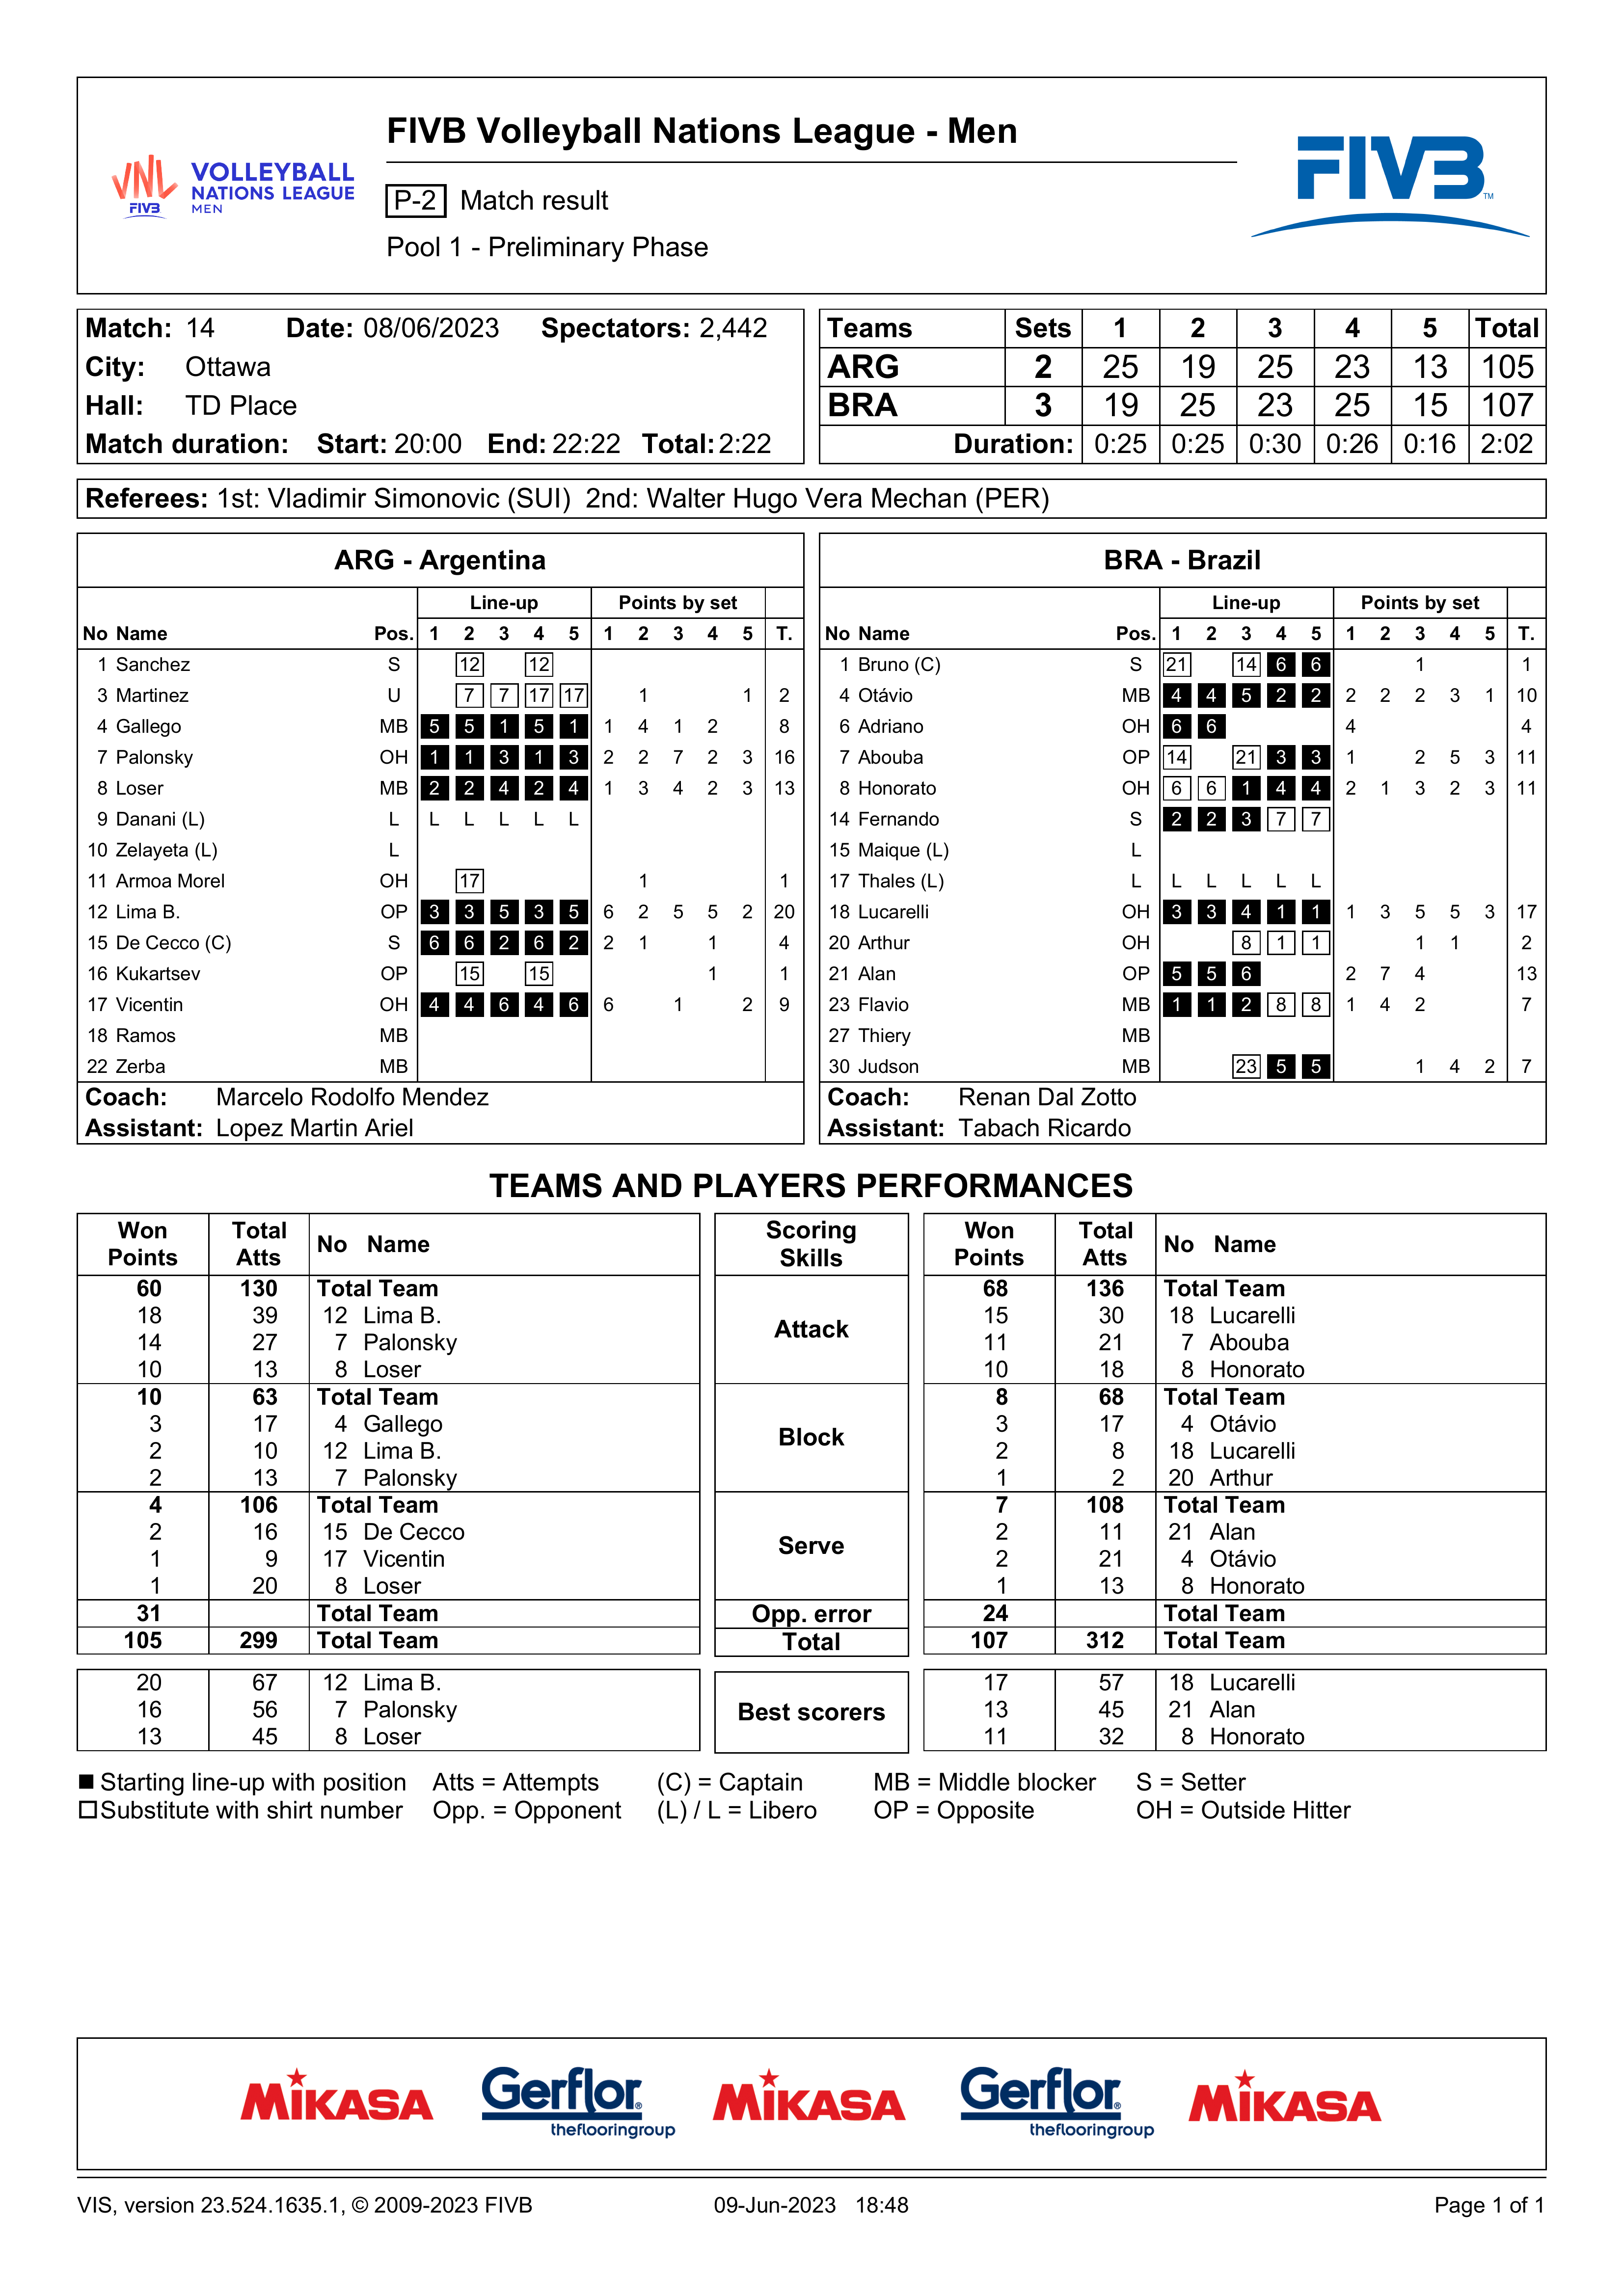 FIVB Volleyball Nations League - Men
VNL FIVB VOLLEYBALL NATIONS LEAGUE MEN
P-2 Match result
Pool 1 - Preliminary Phase
FIVB TM
Match: 14 Date: 08/06/2023 Spectators: 2,442
City: Ottawa
Hall: TD Place
Match duration: Start: 20:00 End: 22:22 Total: 2:22
Teams Sets 1 2 3 4 5 Total
ARG 2 25 19 25 23 13 105
BRA 3 19 25 23 25 15 107
Duration: 0:25 0:25 0:30 0:26 0:16 2:02
Referees: 1st: Vladimir Simonovic (SUI) 2nd: Walter Hugo Vera Mechan (PER)
ARG - Argentina
Line-up Points by set
No Name Pos. 1 2 3 4 5 1 2 3 4 5 T.
1 Sanchez S 12 12
3 Martinez U 7 7 17 17 1 1 2
4 Gallego MB 5 5 1 5 1 1 4 1 2 8
7 Palonsky OH 1 1 3 1 3 2 2 7 2 3 16
8 Loser MB 2 2 4 2 4 1 3 4 2 3 13
9 Danani (L) L L L L L L
10 Zelayeta (L) L
11 Armoa Morel OH 17 1 1
12 Lima B. OP 3 3 5 3 5 6 2 5 5 2 20
15 De Cecco (C) S 6 6 2 6 2 2 1 1 4
16 Kukartsev OP 15 15 1 1
17 Vicentin OH 4 4 6 4 6 6 1 2 9
18 Ramos MB
22 Zerba MB
Coach: Marcelo Rodolfo Mendez
Assistant: Lopez Martin Ariel
BRA - Brazil
Line-up Points by set
No Name Pos. 1 2 3 4 5 1 2 3 4 5 T.
1 Bruno (C) S 21 14 6 6 1 1
4 Otávio MB 4 4 5 2 2 2 2 2 3 1 10
6 Adriano OH 6 6 4 4
7 Abouba OP 14 21 3 3 1 2 5 3 11
8 Honorato OH 6 6 1 4 4 2 1 3 2 3 11
14 Fernando S 2 2 3 7 7
15 Maique (L) L
17 Thales (L) L L L L L L
18 Lucarelli OH 3 3 4 1 1 1 3 5 5 3 17
20 Arthur OH 8 1 1 1 1 2
21 Alan OP 5 5 6 2 7 4 13
23 Flavio MB 1 1 2 8 8 1 4 2 7
27 Thiery MB
30 Judson MB 23 5 5 1 4 2 7
Coach: Renan Dal Zotto
Assistant: Tabach Ricardo
TEAMS AND PLAYERS PERFORMANCES
Won Points Total Atts No Name Scoring Skills Won Points Total Atts No Name
60 130 Total Team Attack 68 136 Total Team
18 39 12 Lima B. 15 30 18 Lucarelli
14 27 7 Palonsky 11 21 7 Abouba
10 13 8 Loser 10 18 8 Honorato
10 63 Total Team Block 8 68 Total Team
3 17 4 Gallego 3 17 4 Otávio
2 10 12 Lima B. 2 8 18 Lucarelli
2 13 7 Palonsky 1 2 20 Arthur
4 106 Total Team Serve 7 108 Total Team
2 16 15 De Cecco 2 11 21 Alan
1 9 17 Vicentin 2 21 4 Otávio
1 20 8 Loser 1 13 8 Honorato
31 Total Team Opp. error 24 Total Team
105 299 Total Team Total 107 312 Total Team
20 67 12 Lima B. Best scorers 17 57 18 Lucarelli
16 56 7 Palonsky 13 45 21 Alan
13 45 8 Loser 11 32 8 Honorato
Starting line-up with position Atts = Attempts (C) = Captain MB = Middle blocker S = Setter
Substitute with shirt number Opp. = Opponent (L) / L = Libero OP = Opposite OH = Outside Hitter
MIKASA Gerflor® theflooringgroup MIKASA Gerflor® theflooringgroup MIKASA
VIS, version 23.524.1635.1, © 2009-2023 FIVB 09-Jun-2023 18:48 Page 1 of 1